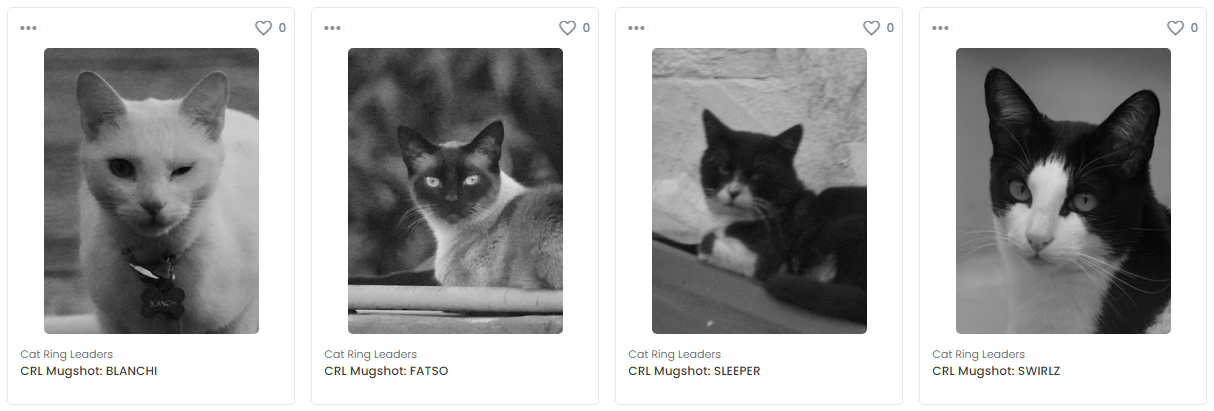 0
0
0
0
BLANCHI
Cat Ring Leaders
CRL Mugshot: BLANCHI
Cat Ring Leaders
CRL Mugshot: FATSO
Cat Ring Leaders
CRL Mugshot: SLEEPER
Cat Ring Leaders
CRL Mugshot: SWIRLZ